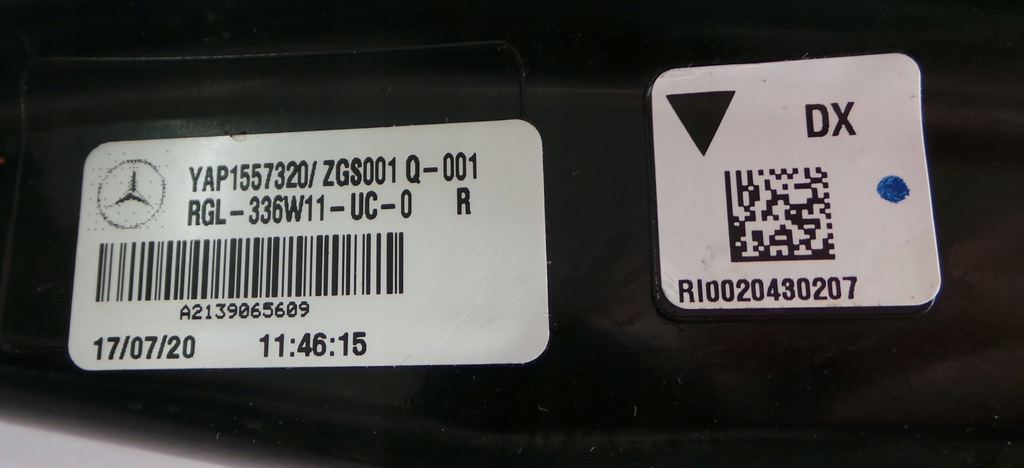 YAP1557320/ZGS001 Q-001
RGL-336W11-UC-0 R
A2139065609
17/07/20 11:46:15
DX
RI0020430207